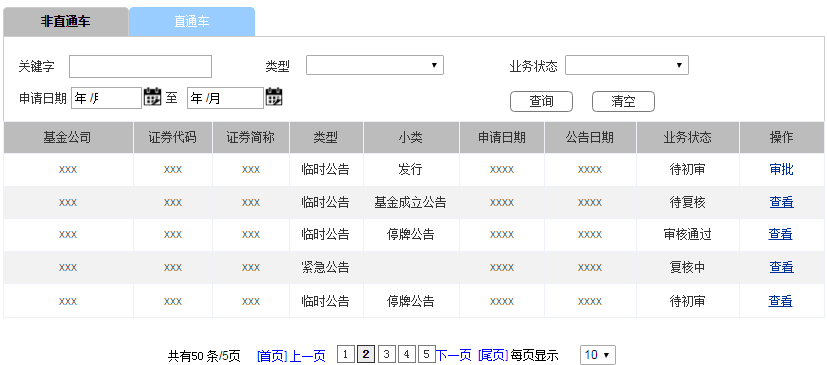 非直通车 直通车
关键字 类型 业务状态
申请日期 年 /月 至 年 /月 查询 清空
基金公司 证券代码 证券简称 类型 小类 申请日期 公告日期 业务状态 操作
xxx xxx xxx 临时公告 发行 xxxx xxxx 待初审 审批
xxx xxx xxx 临时公告 基金成立公告 xxxx xxxx 待复核 查看
xxx xxx xxx 临时公告 停牌公告 xxxx xxxx 审核通过 查看
xxx xxx xxx 紧急公告 xxxx xxxx 复核中 查看
xxx xxx xxx 临时公告 停牌公告 xxxx xxxx 待初审 查看
共有50 条/5页 [首页] 上一页 1 2 3 4 5 下一页 [尾页] 每页显示 10